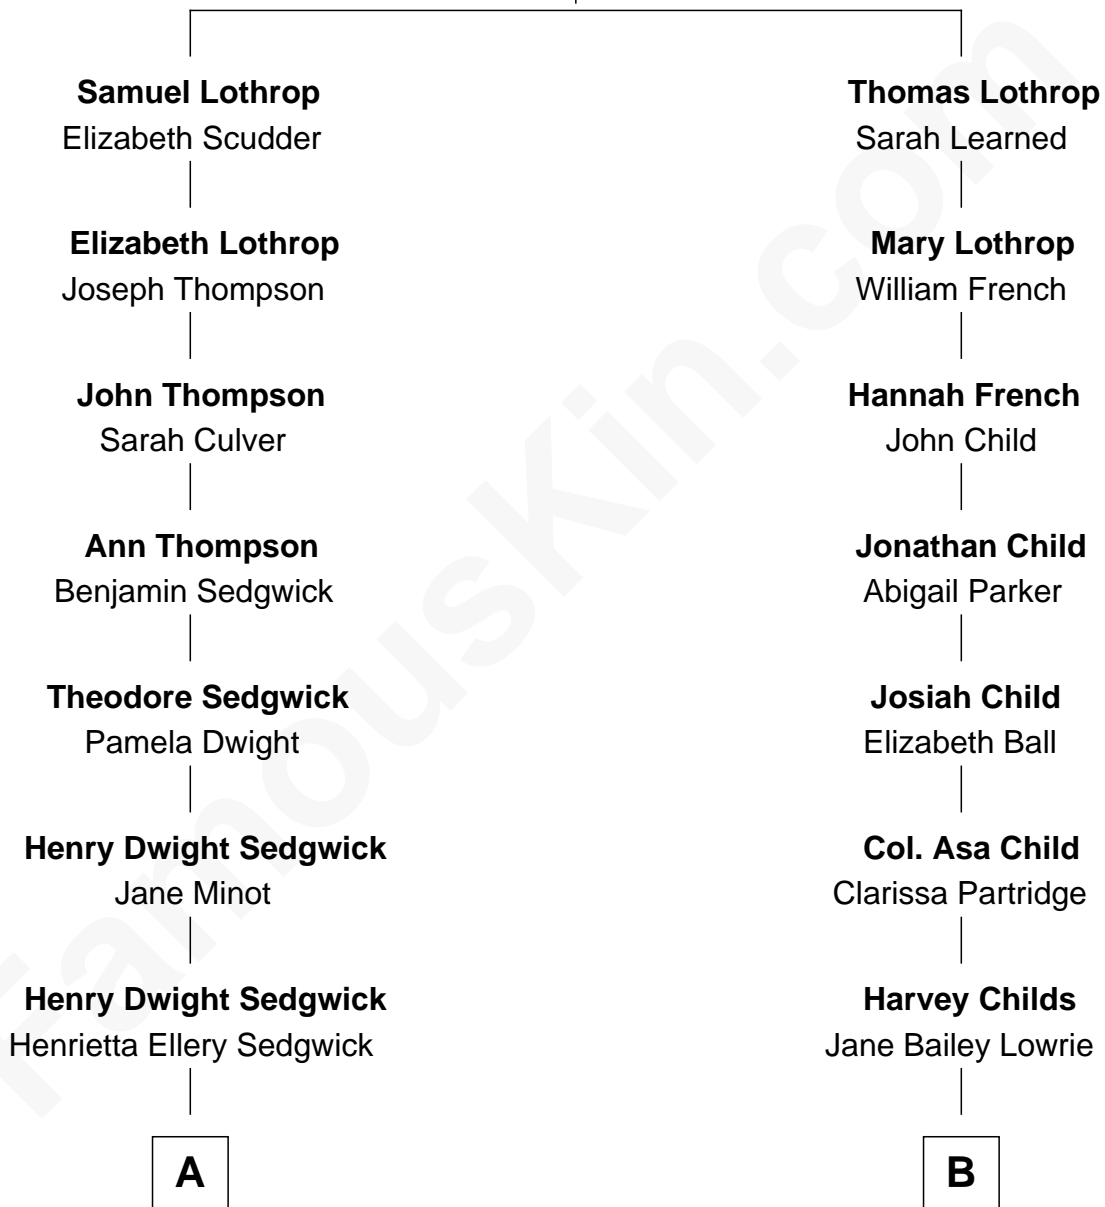 Samuel Lothrop
Elizabeth Scudder
Elizabeth Lothrop
Joseph Thompson
John Thompson
Sarah Culver
Ann Thompson
Benjamin Sedgwick
Theodore Sedgwick
Pamela Dwight
Henry Dwight Sedgwick
Jane Minot
Henry Dwight Sedgwick
Henrietta Ellery Sedgwick
A
Thomas Lothrop
Sarah Learned
Mary Lothrop
William French
Hannah French
John Child
Jonathan Child
Abigail Parker
Josiah Child
Elizabeth Ball
Col. Asa Child
Clarissa Partridge
Harvey Childs
Jane Bailey Lowrie
B
FamousKin.com